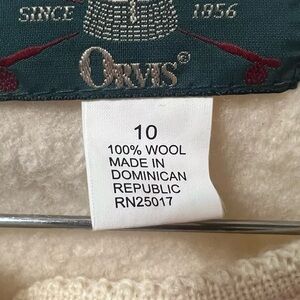 SINCE 1856
ORVIS®
10
100% WOOL
MADE IN
DOMINICAN
REPUBLIC
RN25017